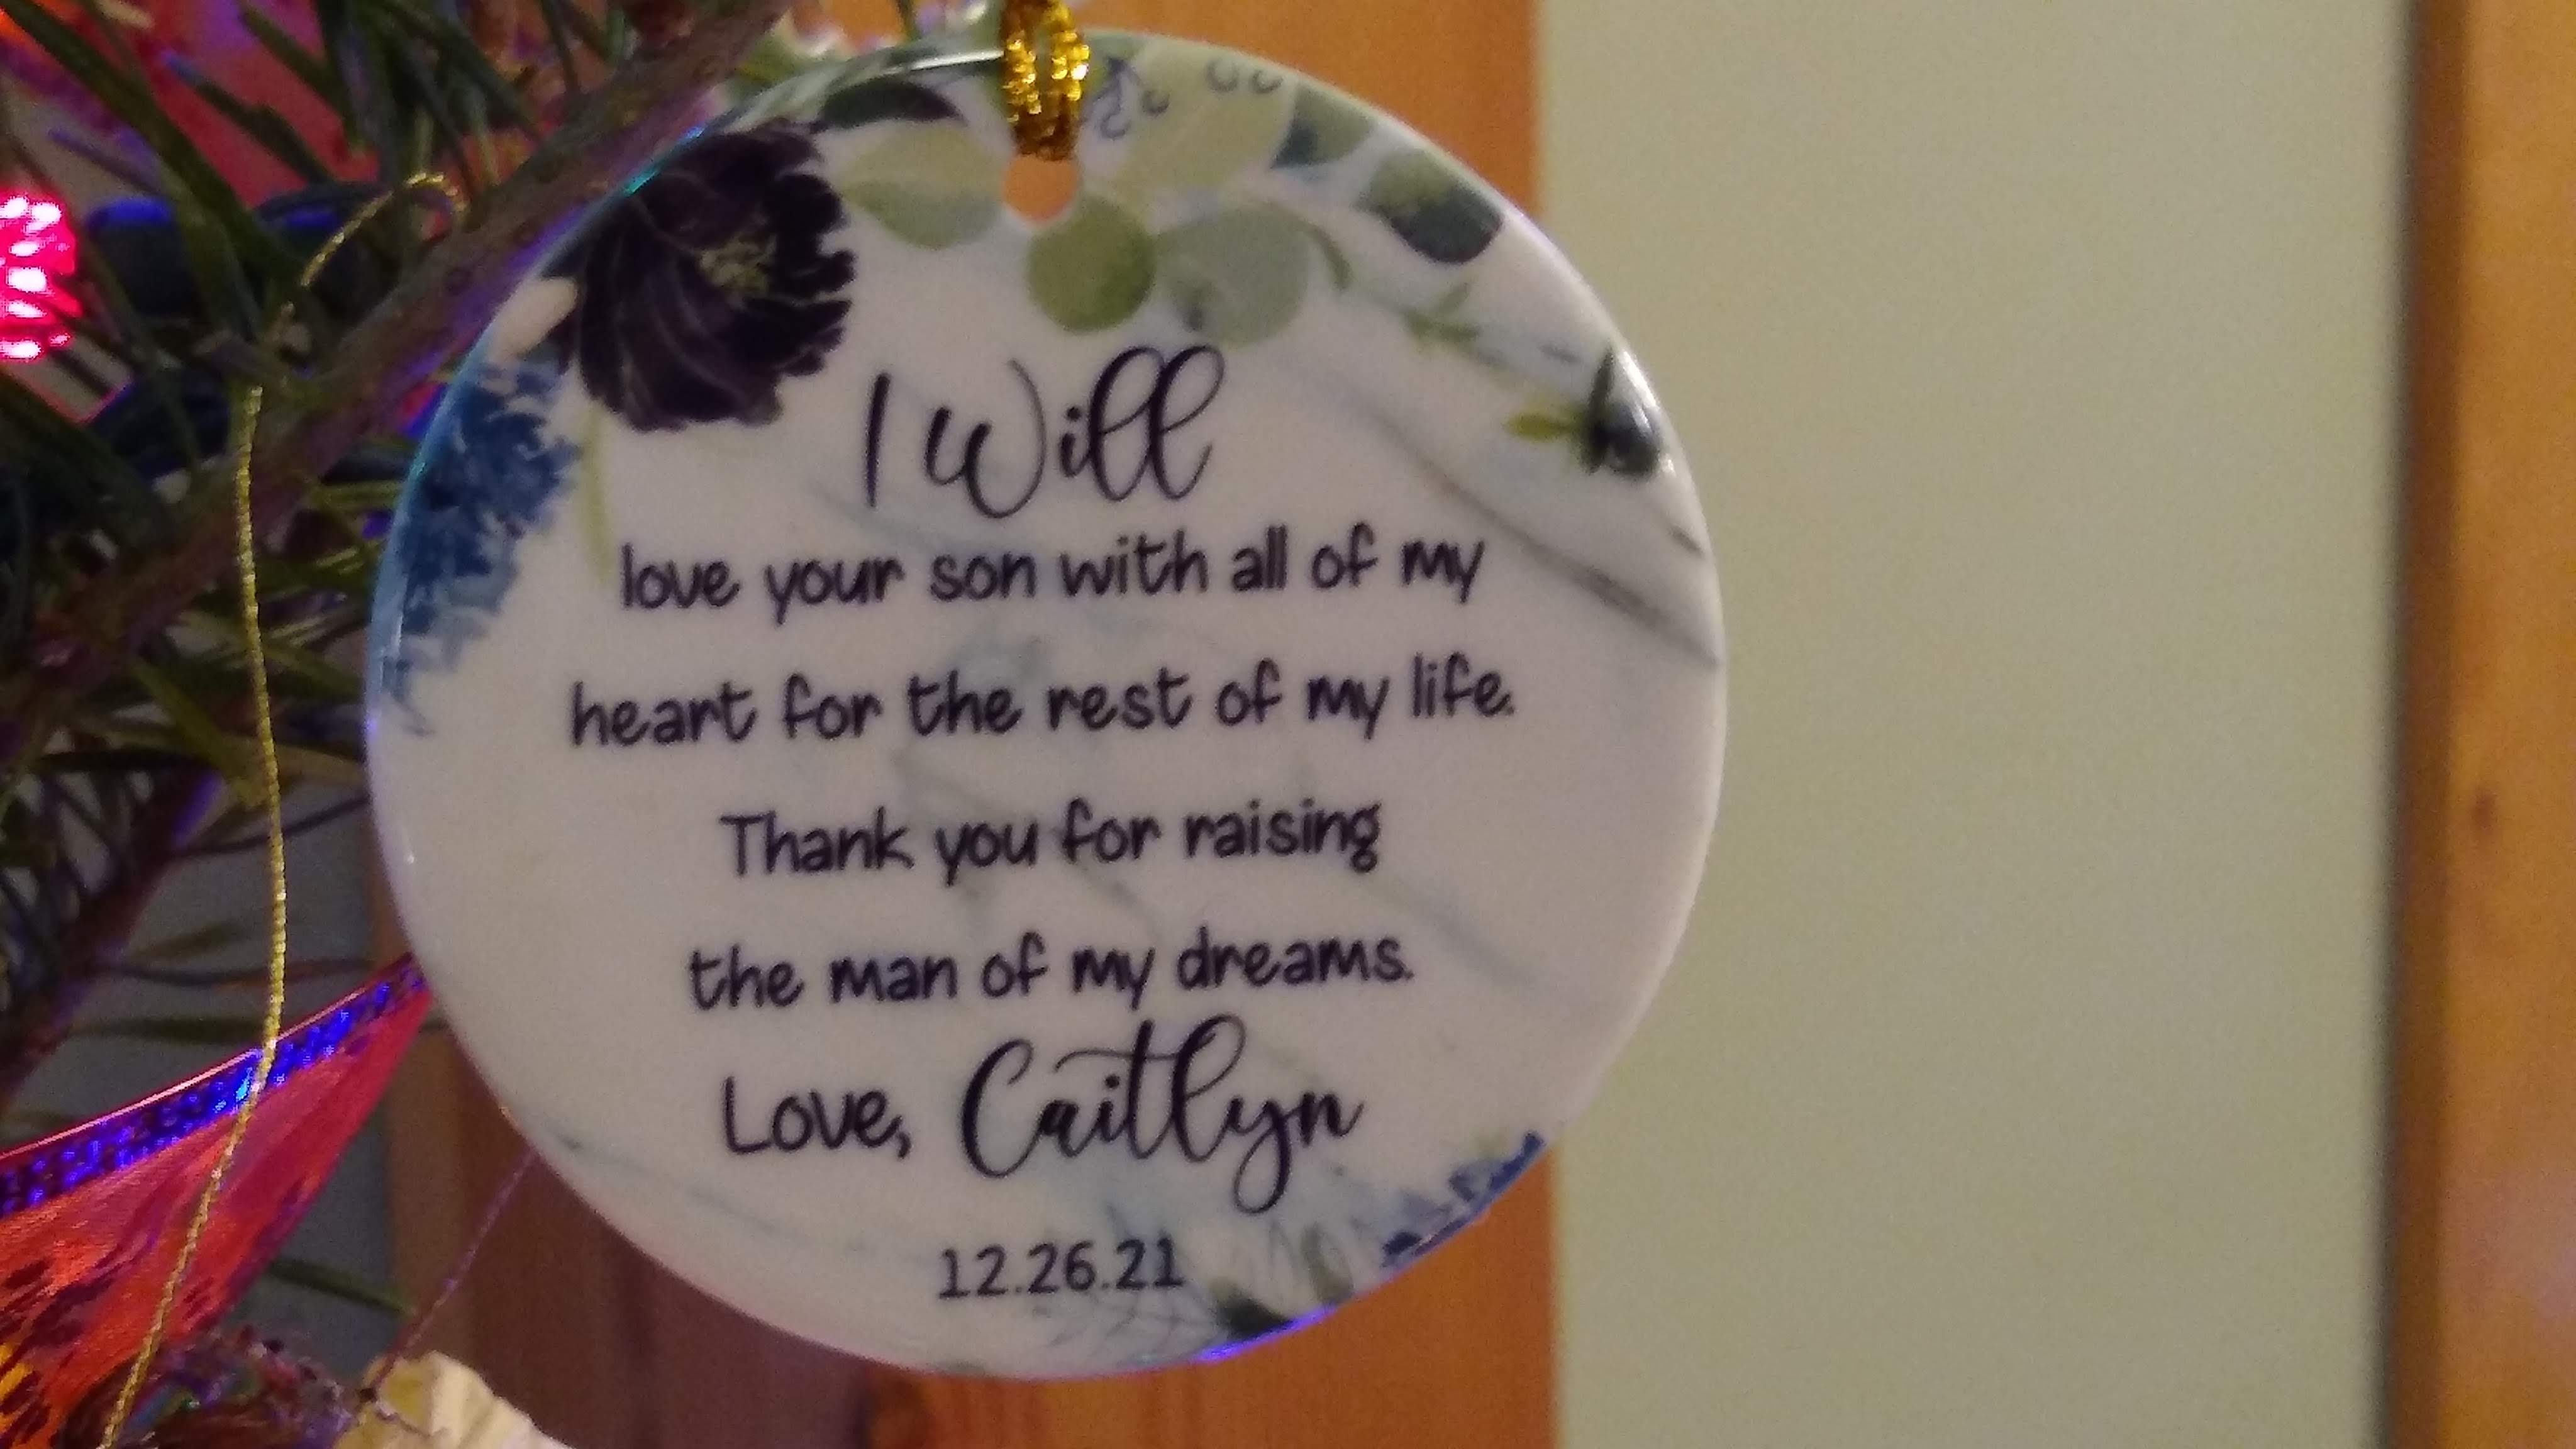 I Will
love your son with all of my
heart for the rest of my life.
Thank you for raising
the man of my dreams.
Love, Caitlyn
12.26.21